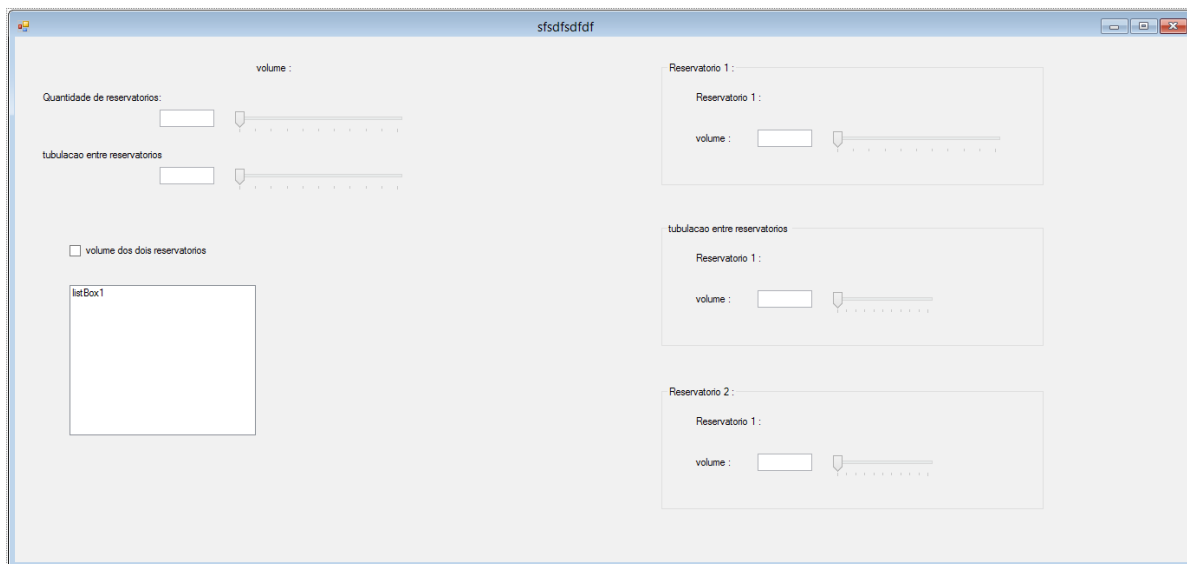 sfsdfsdfdf
volume :
Quantidade de reservatorios:
tubulacao entre reservatorios
volume dos dois reservatorios
listBox1
Reservatorio 1 :
Reservatorio 1 :
volume :
tubulacao entre reservatorios
Reservatorio 1 :
volume :
Reservatorio 2 :
Reservatorio 1 :
volume :